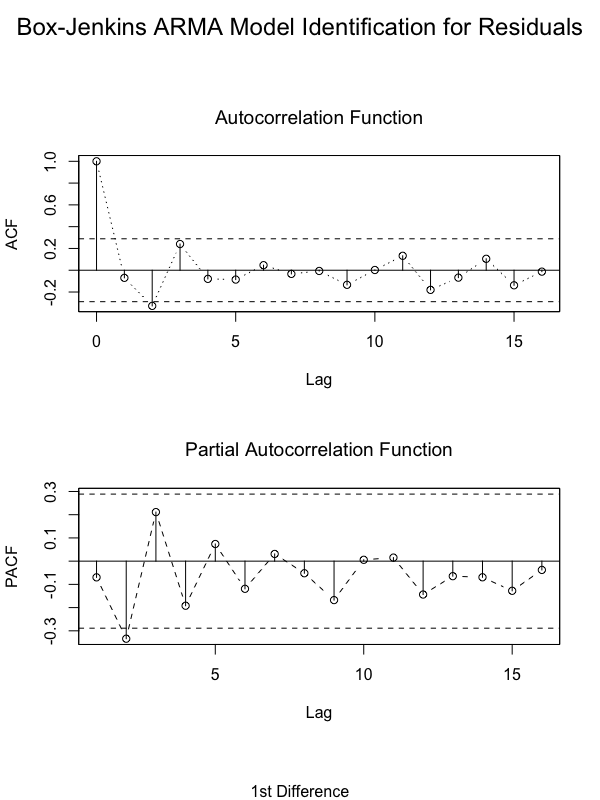 Box-Jenkins ARMA Model Identification for Residuals
Autocorrelation Function
ACF
1.0
0.6
0.2
-0.2
0 5 10 15
Lag
Partial Autocorrelation Function
PACF
0.3
0.1
-0.1
-0.3
5 10 15
Lag
1st Difference